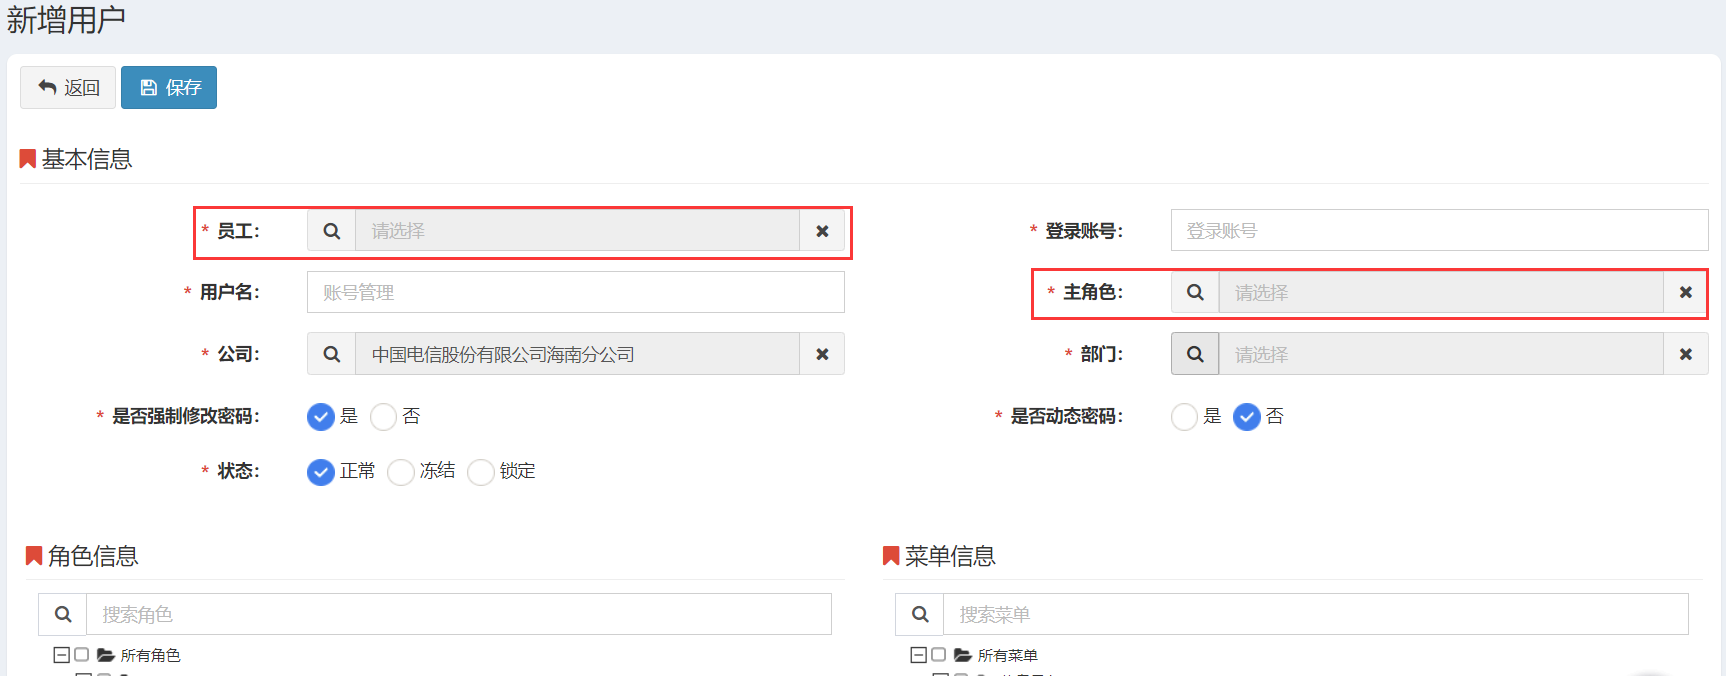 新增用户
返回 保存
基本信息
* 员工： 请选择 * 登录账号： 登录账号
* 用户名： 账号管理 * 主角色： 请选择
* 公司： 中国电信股份有限公司海南分公司 * 部门： 请选择
* 是否强制修改密码： 是 否 * 是否动态密码： 是 否
* 状态： 正常 冻结 锁定
角色信息 菜单信息
搜索角色 搜索菜单
所有角色 所有菜单